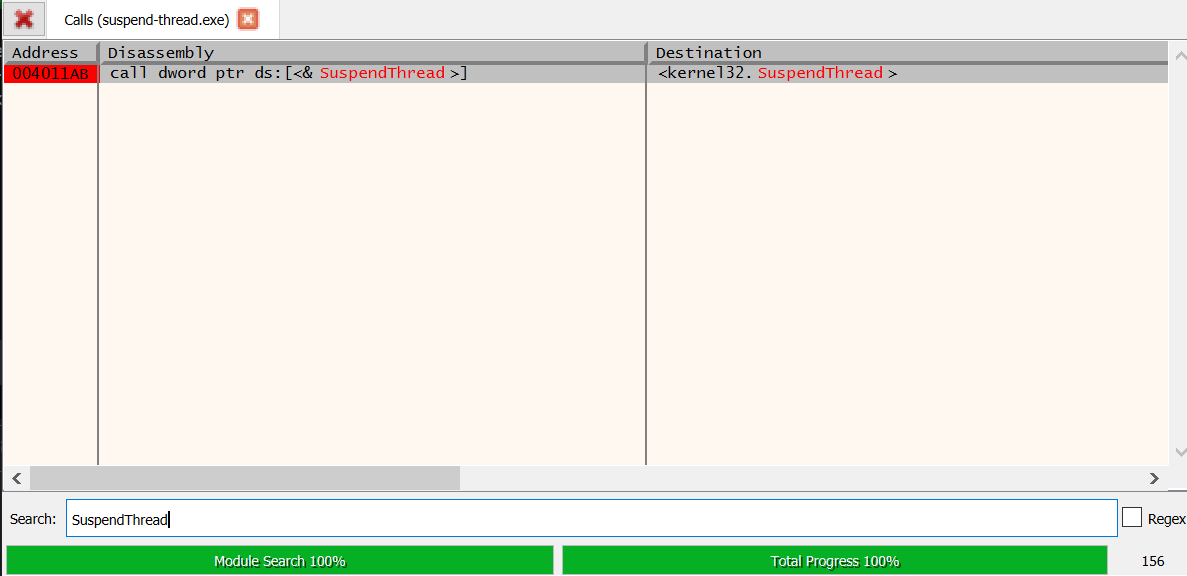 Calls (suspend-thread.exe)
Address Disassembly Destination
004011AB call dword ptr ds:[<&SuspendThread>] <kernel32.SuspendThread>
Search: SuspendThread Regex
Module Search 100% Total Progress 100% 156